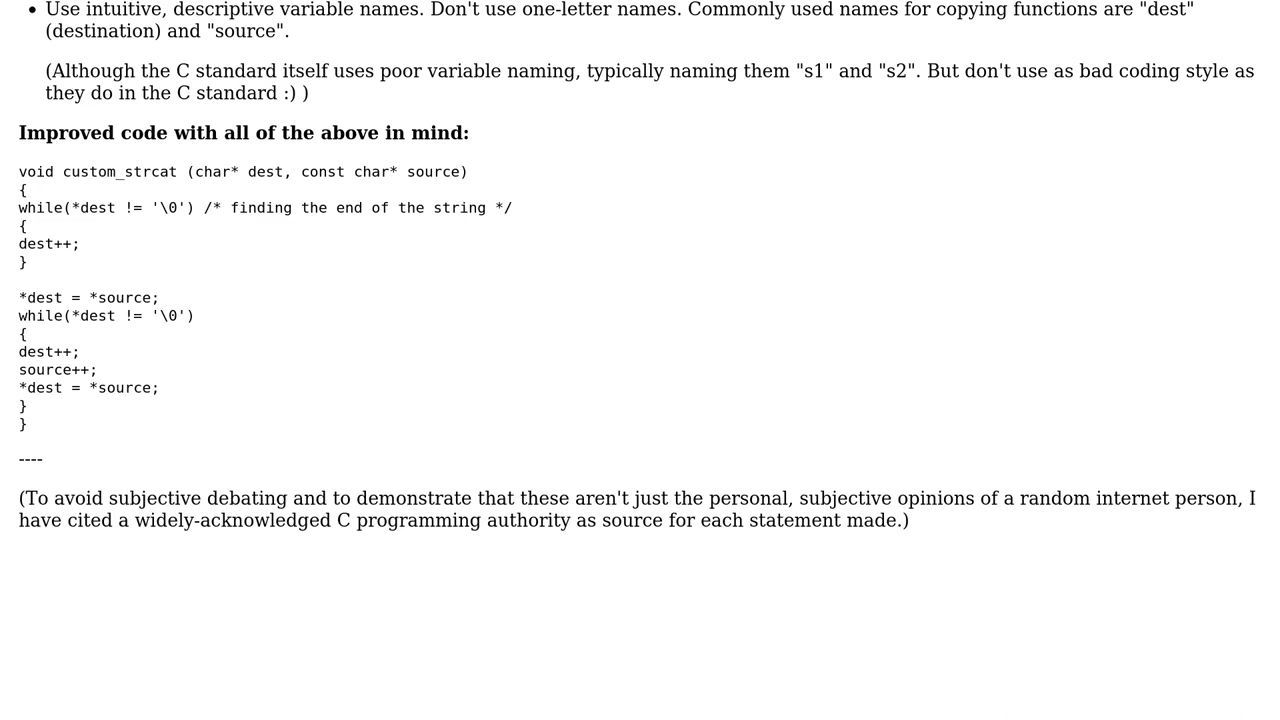 • Use intuitive, descriptive variable names. Don't use one-letter names. Commonly used names for copying functions are "dest"
(destination) and "source".
(Although the C standard itself uses poor variable naming, typically naming them "s1" and "s2". But don't use as bad coding style as
they do in the C standard :) )
Improved code with all of the above in mind:
void custom_strcat (char* dest, const char* source)
{
while(*dest != '\0') /* finding the end of the string */
{
dest++;
}
*dest = *source;
while(*dest != '\0')
{
dest++;
source++;
*dest = *source;
}
}
----
(To avoid subjective debating and to demonstrate that these aren't just the personal, subjective opinions of a random internet person, I
have cited a widely-acknowledged C programming authority as source for each statement made.)